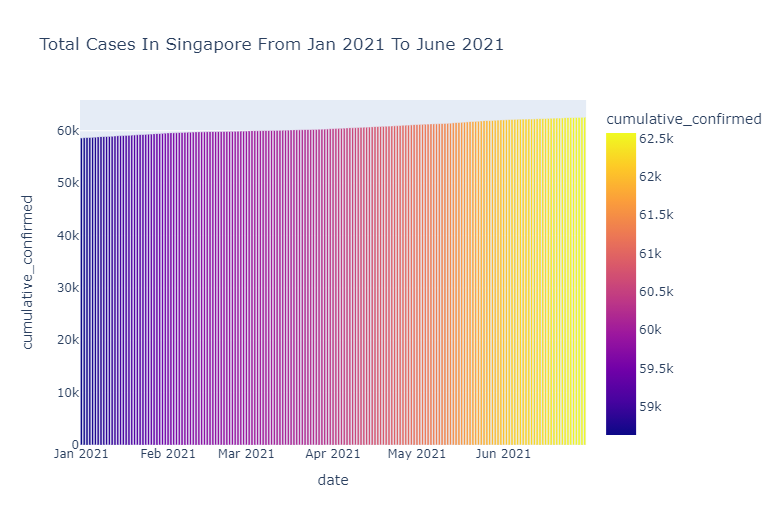 Total Cases In Singapore From Jan 2021 To June 2021
cumulative_confirmed
60k
50k
40k
30k
20k
10k
0
Jan 2021 Feb 2021 Mar 2021 Apr 2021 May 2021 Jun 2021
date
cumulative_confirmed
62.5k
62k
61.5k
61k
60.5k
60k
59.5k
59k